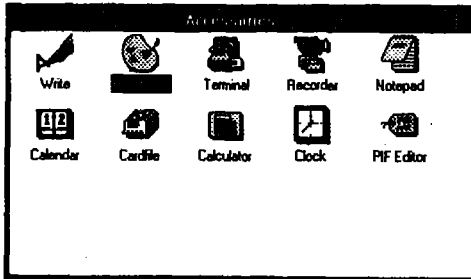 Accessories
Write Terminal Recorder Notepad
Calendar Cardfile Calculator Clock PIF Editor